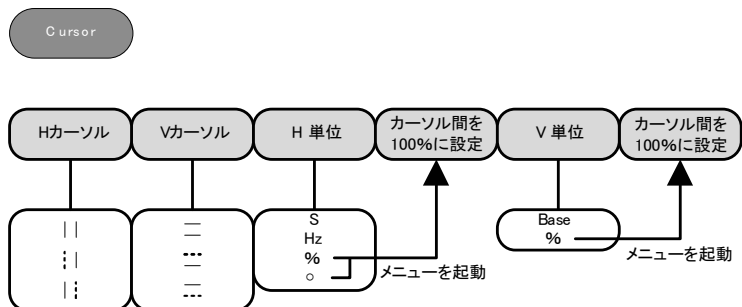 Cursor
Hカーソル
Vカーソル
H 単位
カーソル間を
100%に設定
V 単位
カーソル間を
100%に設定
S
Hz
%
○
メニューを起動
Base
%
メニューを起動